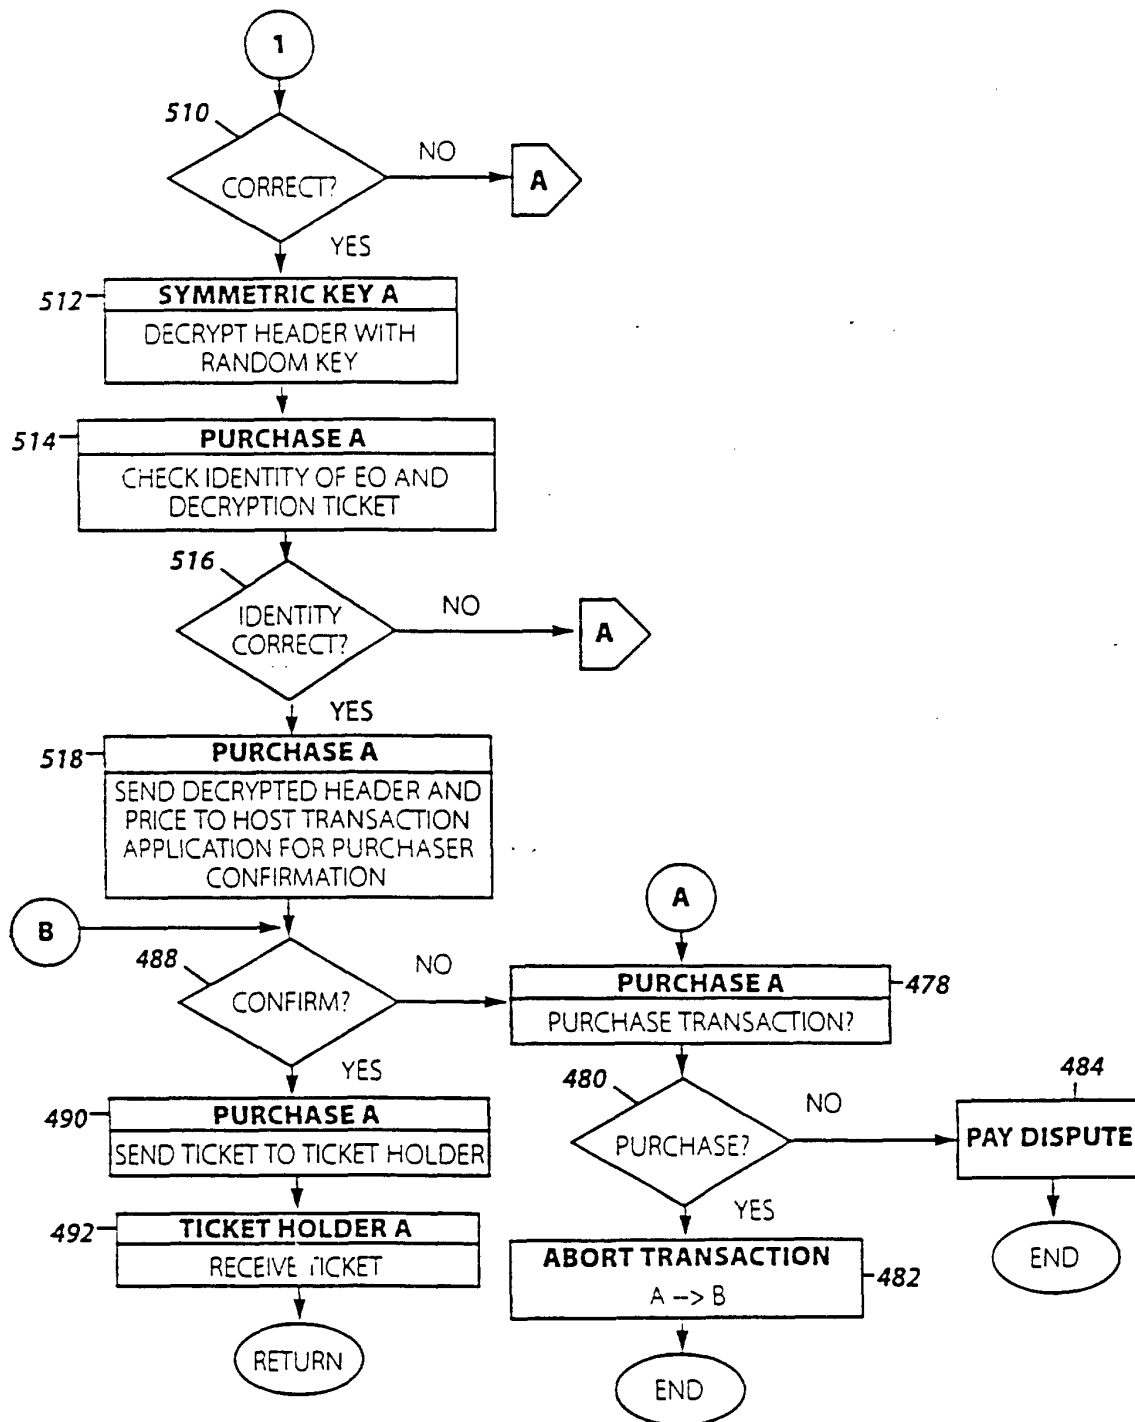 1
510
CORRECT?
NO
A
YES
512
SYMMETRIC KEY A
DECRYPT HEADER WITH
RANDOM KEY
514
PURCHASE A
CHECK IDENTITY OF EO AND
DECRYPTION TICKET
516
IDENTITY
CORRECT?
NO
A
YES
518
PURCHASE A
SEND DECRYPTED HEADER AND
PRICE TO HOST TRANSACTION
APPLICATION FOR PURCHASER
CONFIRMATION
B
488
CONFIRM?
NO
YES
490
PURCHASE A
SEND TICKET TO TICKET HOLDER
492
TICKET HOLDER A
RECEIVE TICKET
RETURN
A
PURCHASE A
478
PURCHASE TRANSACTION?
480
PURCHASE?
NO
484
PAY DISPUTE
END
YES
ABORT TRANSACTION
A --> B
482
END